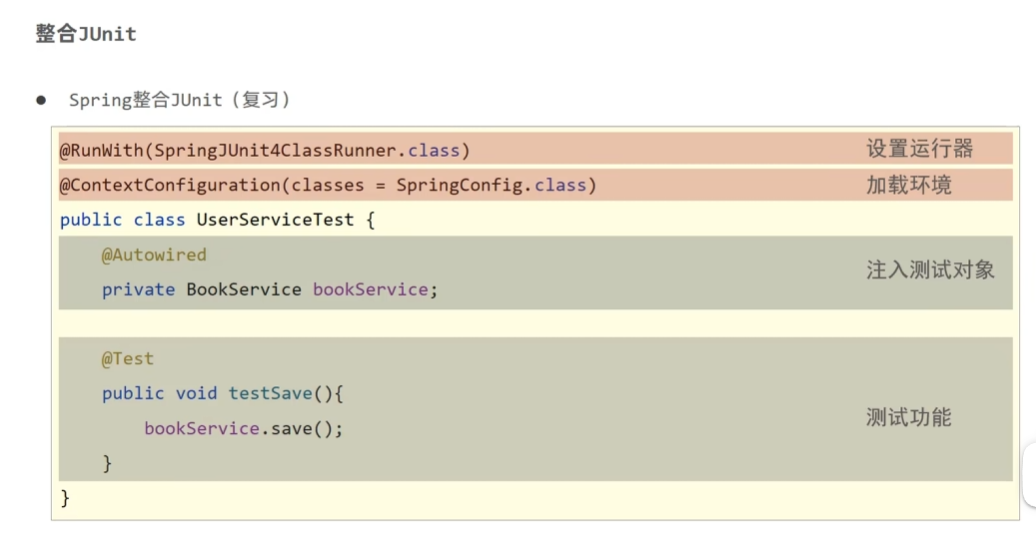 整合JUnit
● Spring整合JUnit（复习）
@RunWith(SpringJUnit4ClassRunner.class) 设置运行器
@ContextConfiguration(classes = SpringConfig.class) 加载环境
public class UserServiceTest {
@Autowired
private BookService bookService; 注入测试对象
@Test
public void testSave(){
bookService.save(); 测试功能
}
}